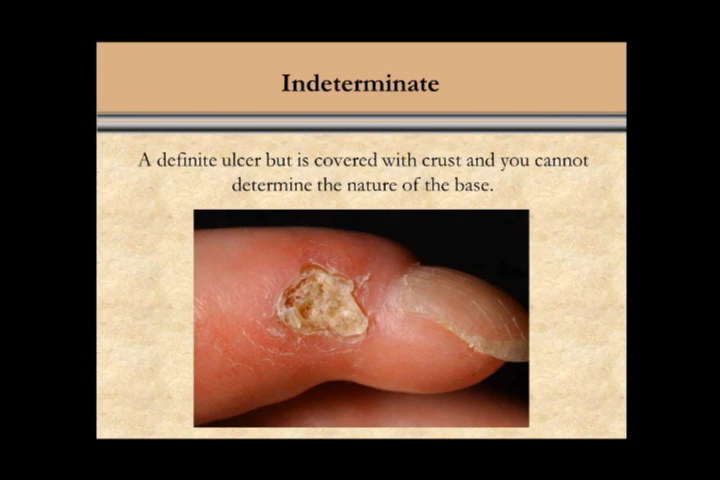 Indeterminate
A definite ulcer but is covered with crust and you cannot
determine the nature of the base.